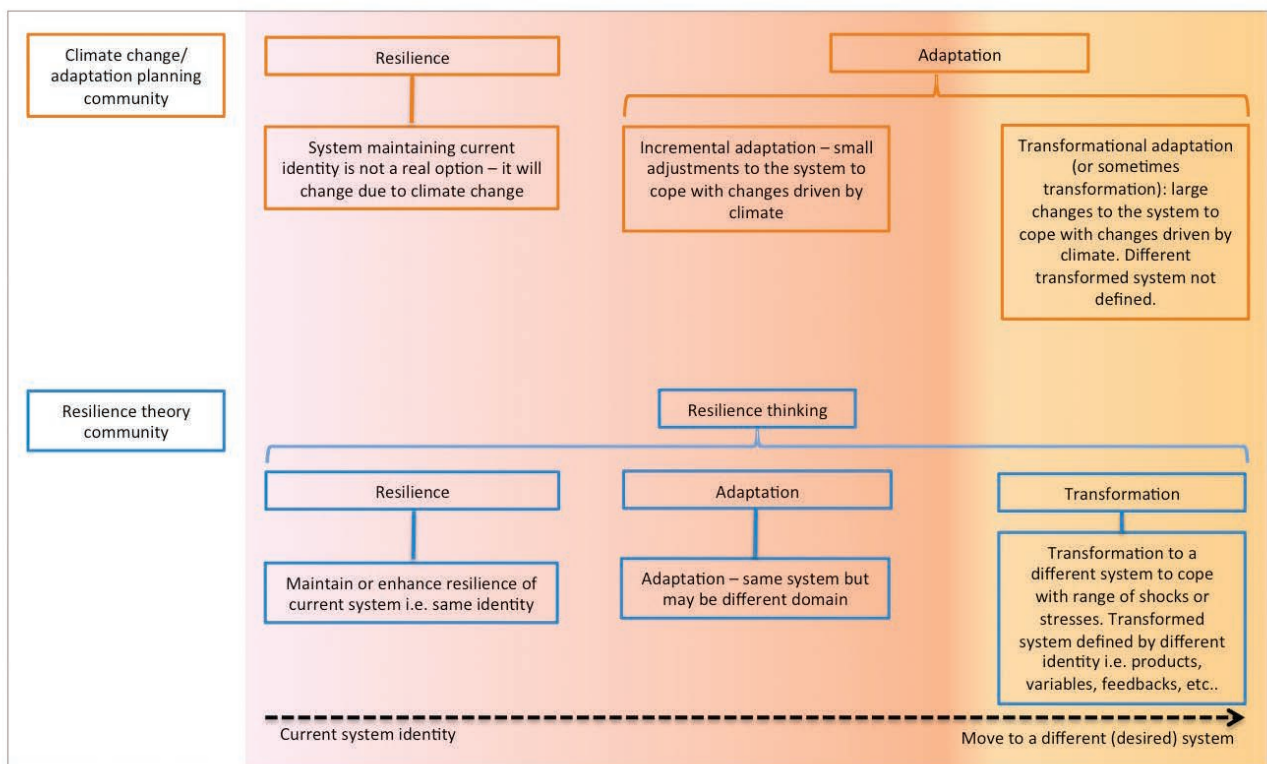 Climate change/
adaptation planning
community
Resilience
Adaptation
System maintaining current
identity is not a real option – it will
change due to climate change
Incremental adaptation – small
adjustments to the system to
cope with changes driven by
climate
Transformational adaptation
(or sometimes
transformation): large
changes to the system to
cope with changes driven by
climate. Different
transformed system not
defined.
Resilience theory
community
Resilience thinking
Resilience
Adaptation
Transformation
Maintain or enhance resilience of
current system i.e. same identity
Adaptation – same system but
may be different domain
Transformation to a
different system to cope
with range of shocks or
stresses. Transformed
system defined by different
identity i.e. products,
variables, feedbacks, etc..
Current system identity
Move to a different (desired) system